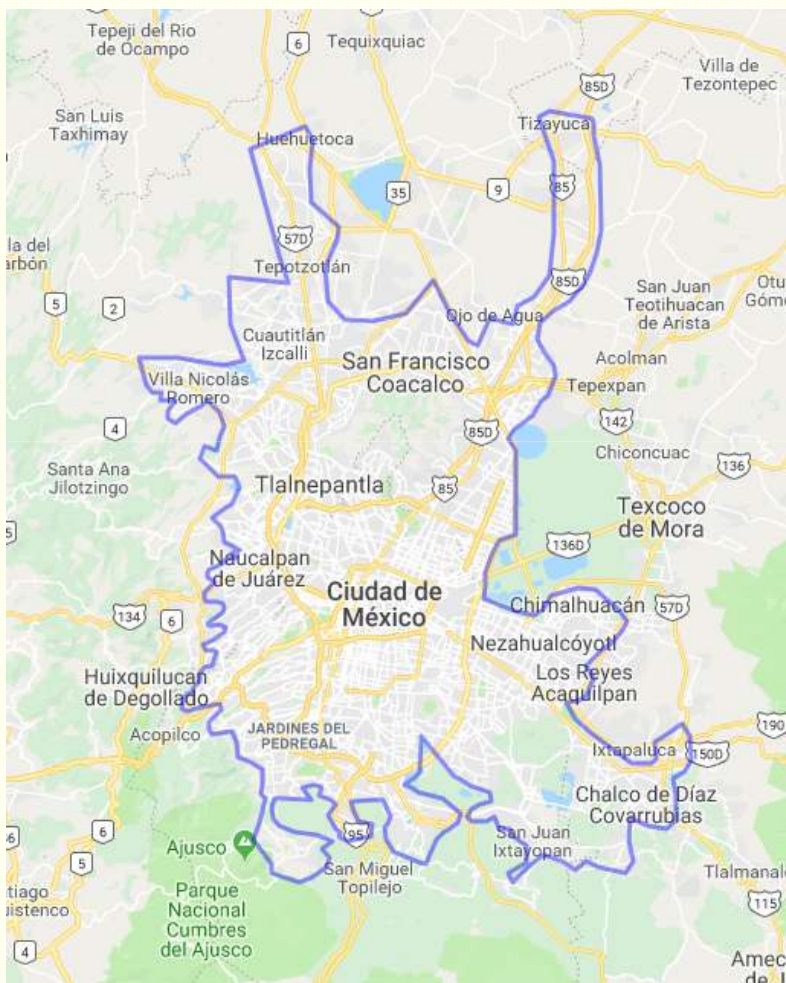 Tepeji del Rio
de Ocampo
6
Tequixquiac
Villa de
Tezontepec
85D
San Luis
Taxhimay
Huehuetoca
Tizayuca
35
9
85
la del
arbón
57D
Tepotzotlán
85D
5
2
San Juan
Teotihuacan
de Arista
Otu
Góm
Ojo de Agua
Cuautitlán
Izcalli
San Francisco
Coacalco
Acolman
Villa Nicolás
Romero
Tepexpan
4
85D
142
Chiconcuac
136
Santa Ana
Jilotzingo
Tlalnepantla
85
Texcoco
de Mora
5
136D
Naucalpan
de Juárez
Ciudad de
México
Chimalhuacán
57D
134
6
Nezahualcóyotl
Huixquilucan
de Degollado
Los Reyes
Acaquilpan
Acopilco
JARDINES DEL
PEDREGAL
Ixtapaluca
190
150D
Chalco de Díaz
Covarrubias
6
95
Ajusco
San Juan
Ixtayopan
5
San Miguel
Topilejo
Tlalmanal
tiago
uistenco
Parque
Nacional
Cumbres
del Ajusco
115
4
Amec
de J